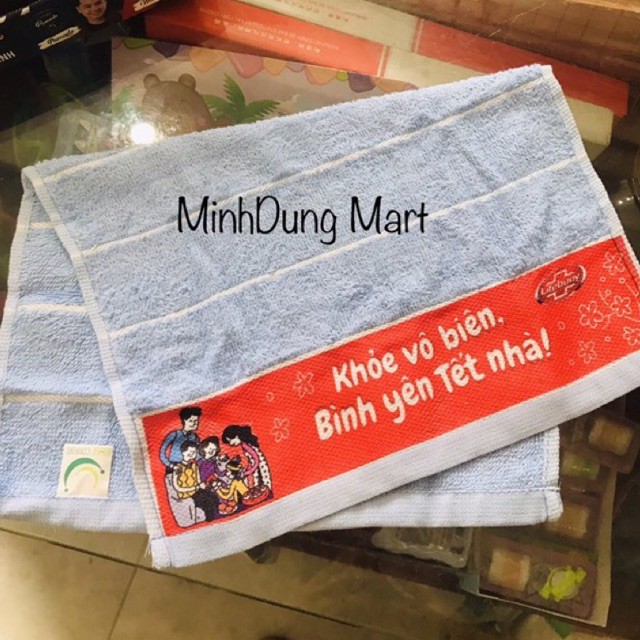 MinhDung Mart
Lifebuoy
Khỏe vô biên,
Bình yên Tết nhà!